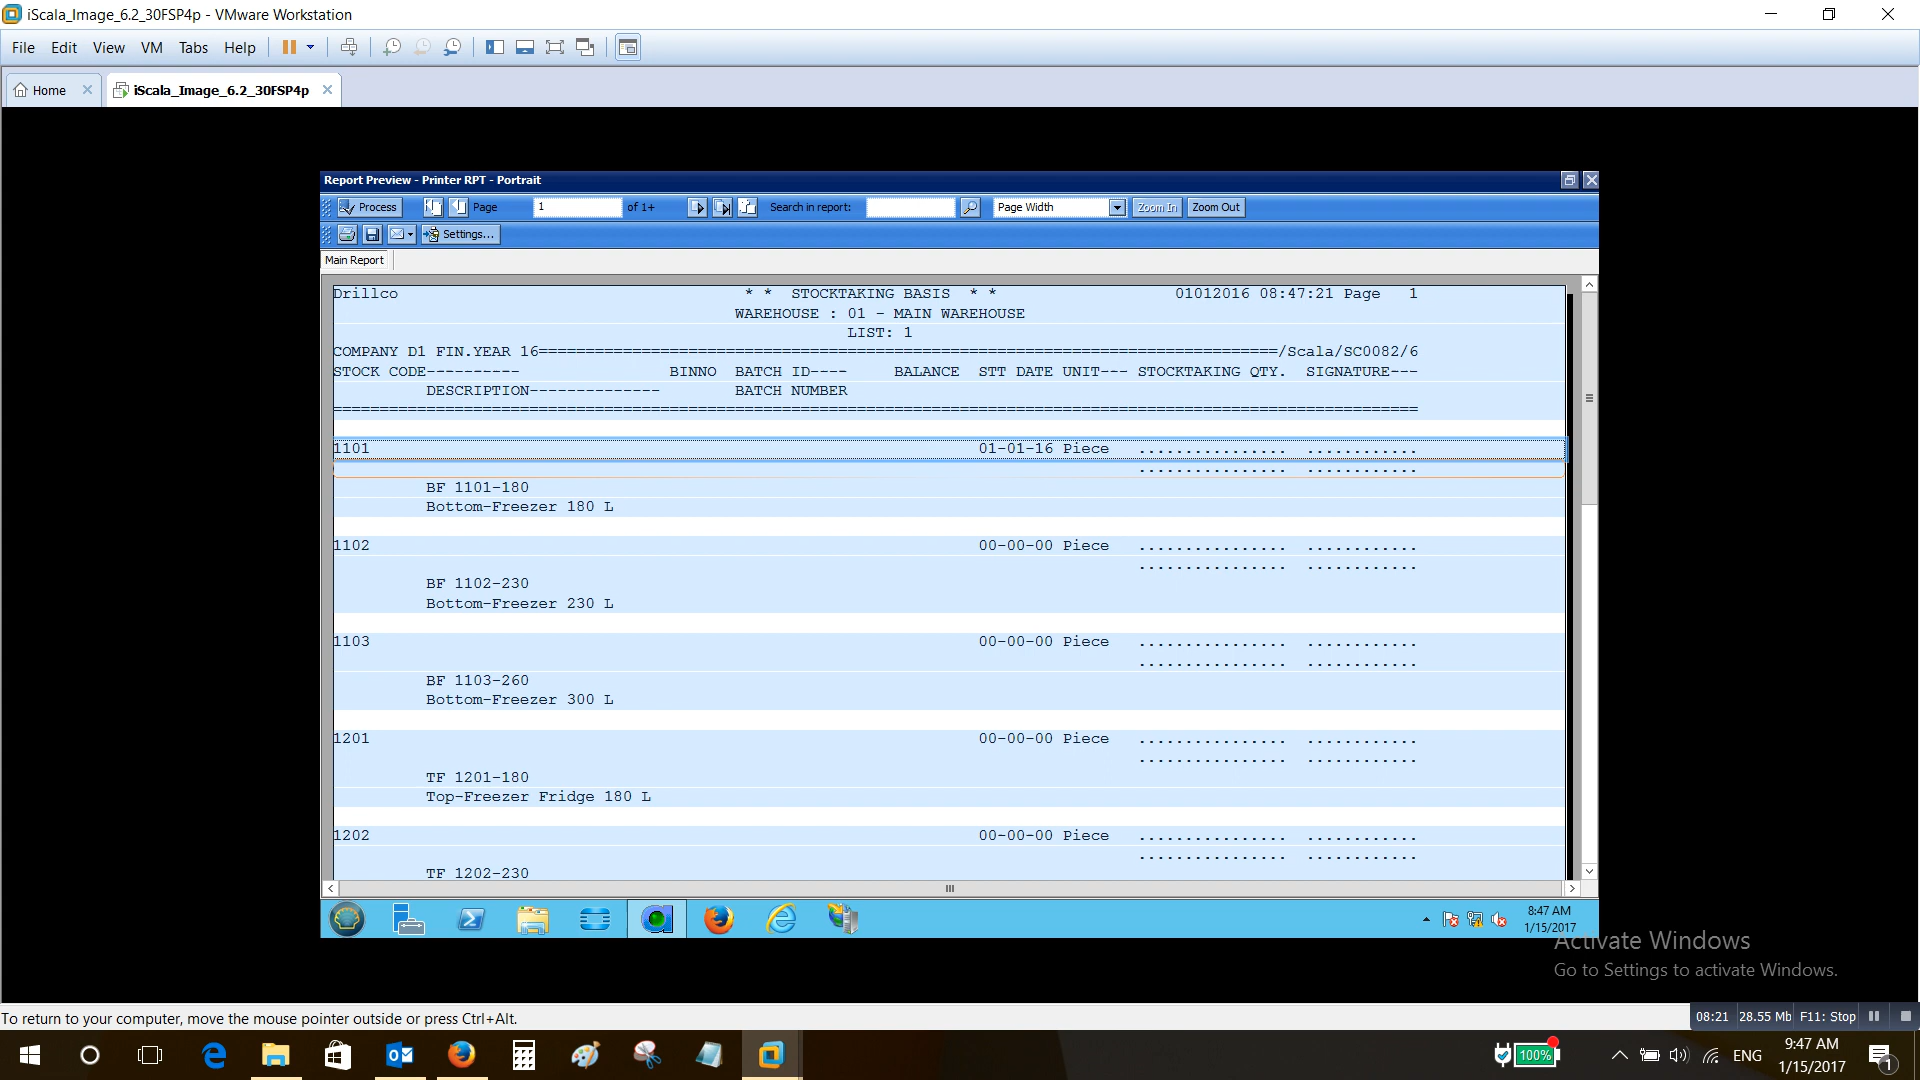 iScala_Image_6.2_30FSP4p - VMware Workstation
File Edit View VM Tabs Help
Home iScala_Image_6.2_30FSP4p
Report Preview - Printer RPT - Portrait
Process Page 1 of 1+ Search in report: Page Width Zoom In Zoom Out
Settings...
Main Report
Drillco * * STOCKTAKING BASIS * * 01012016 08:47:21 Page 1
WAREHOUSE : 01 - MAIN WAREHOUSE
LIST: 1
COMPANY D1 FIN.YEAR 16===============================================================================/Scala/SC0082/6
STOCK CODE---------- BINNO BATCH ID---- BALANCE STT DATE UNIT--- STOCKTAKING QTY. SIGNATURE---
DESCRIPTION-------------- BATCH NUMBER
====================================================================================================================
1101 01-01-16 Piece ................ ............
................ ............
BF 1101-180
Bottom-Freezer 180 L
1102 00-00-00 Piece ................ ............
................ ............
BF 1102-230
Bottom-Freezer 230 L
1103 00-00-00 Piece ................ ............
................ ............
BF 1103-260
Bottom-Freezer 300 L
1201 00-00-00 Piece ................ ............
................ ............
TF 1201-180
Top-Freezer Fridge 180 L
1202 00-00-00 Piece ................ ............
................ ............
TF 1202-230
8:47 AM
1/15/2017
Activate Windows
Go to Settings to activate Windows.
To return to your computer, move the mouse pointer outside or press Ctrl+Alt.
08:21 28.55 Mb F11: Stop
100% ENG 9:47 AM
1/15/2017 1